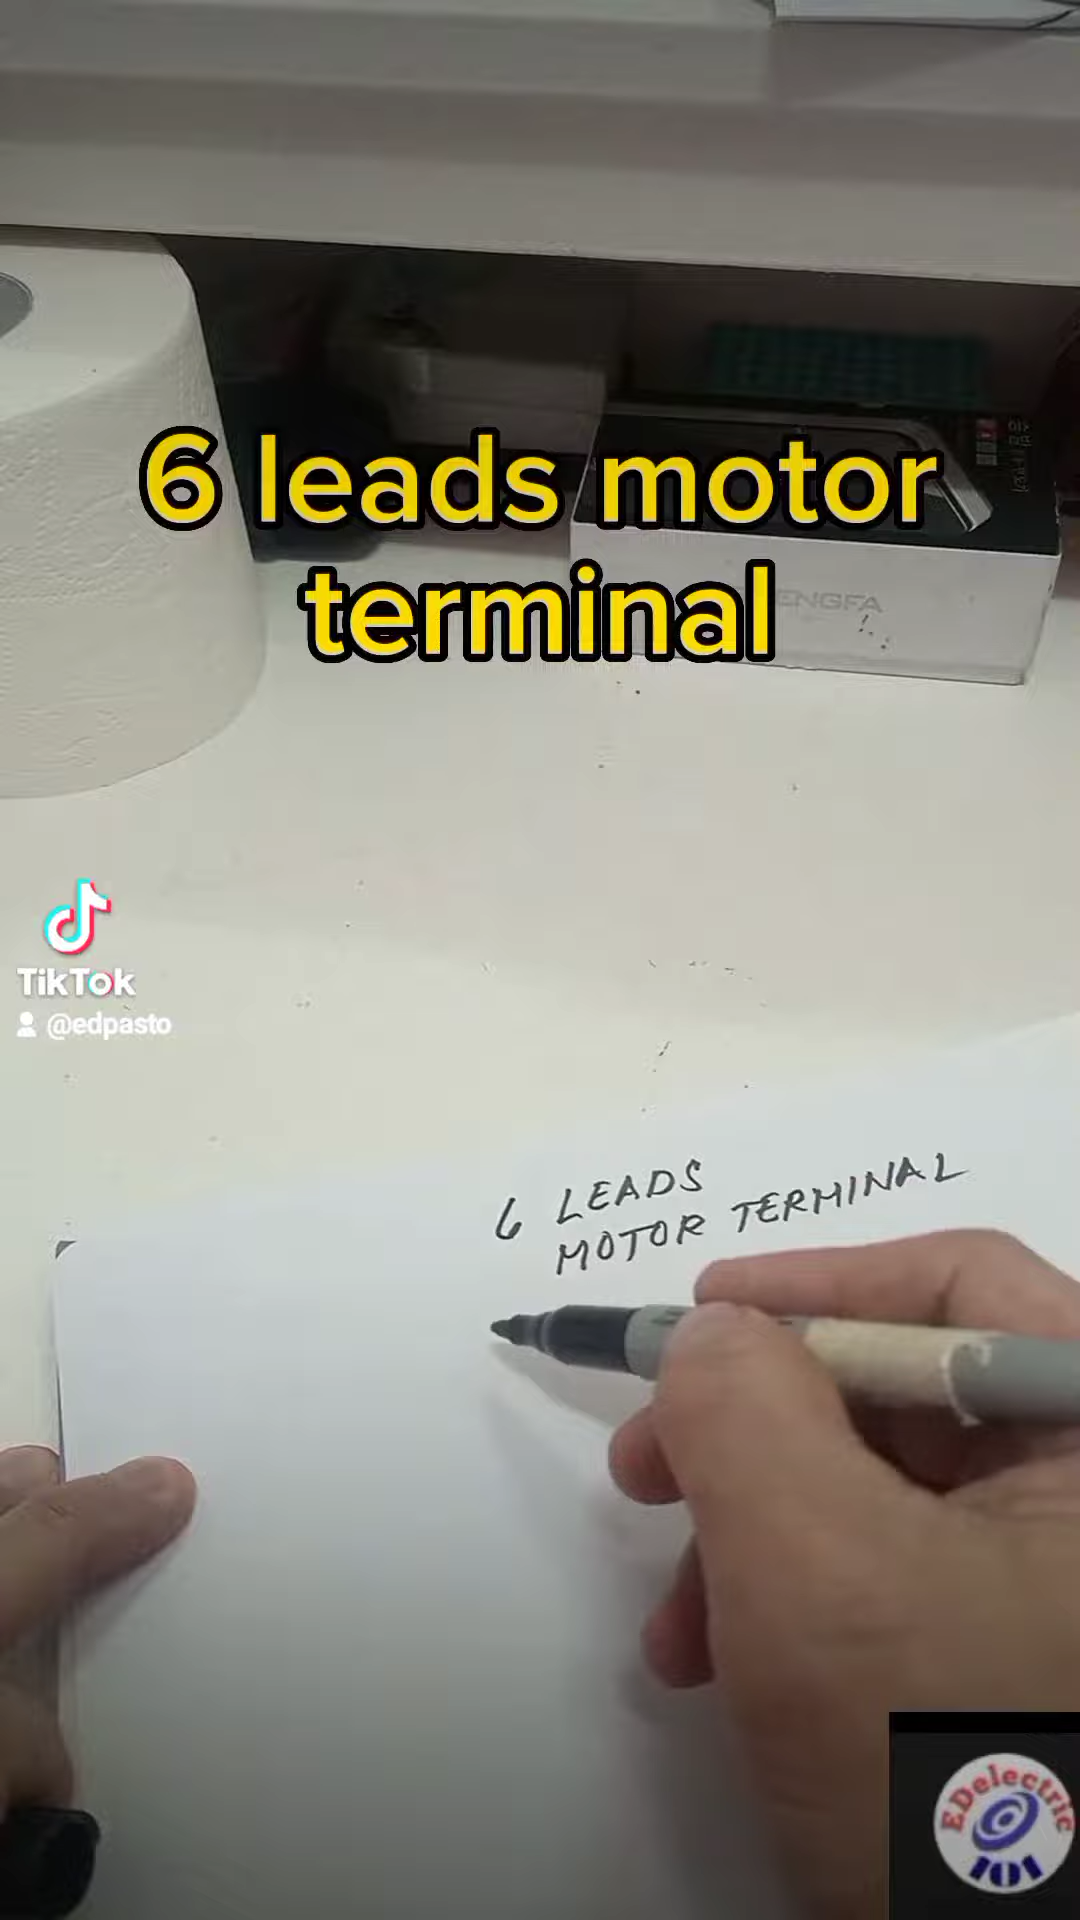 6 leads motor
terminal
ENGFA
TikTok
@edpasto
6 LEADS
MOTOR TERMINAL
EDelectric
101